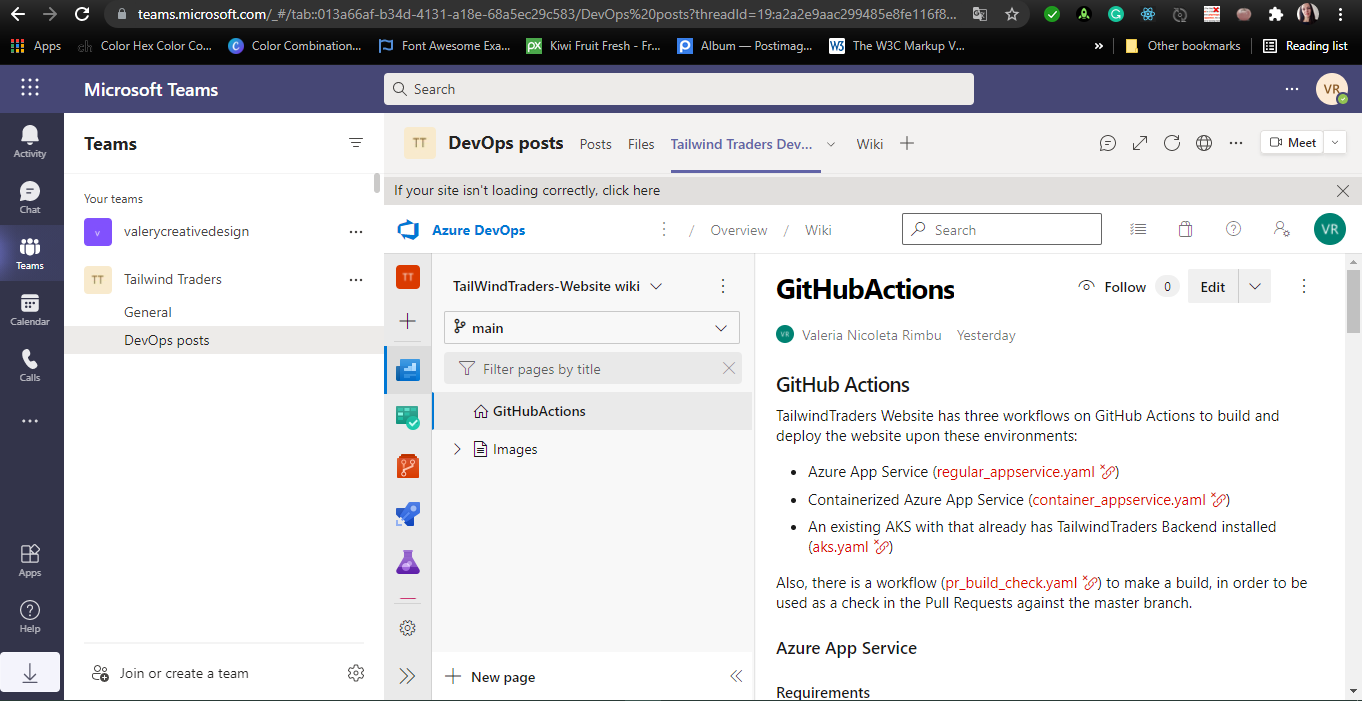 teams.microsoft.com/_#/tab::013a66af-b34d-4131-a18e-68a5ec29c583/DevOps%20posts?threadId=19:a2a2e9aac299485e8fe116f8...
Apps
Color Hex Color Co...
Color Combination...
Font Awesome Exa...
Kiwi Fruit Fresh - Fr...
Album — Postimag...
The W3C Markup V...
»
Other bookmarks
Reading list
Microsoft Teams
Search
VR
Activity
Chat
Teams
Calendar
Calls
Apps
Help
Teams
Your teams
v
valerycreativedesign
TT
Tailwind Traders
General
DevOps posts
Join or create a team
TT
DevOps posts
Posts
Files
Tailwind Traders Dev...
Wiki
Meet
If your site isn't loading correctly, click here
Azure DevOps
/ Overview / Wiki
Search
VR
TT
TailWindTraders-Website wiki
main
Filter pages by title
GitHubActions
Images
New page
GitHubActions
Follow
0
Edit
VR
Valeria Nicoleta Rimbu
Yesterday
GitHub Actions
TailwindTraders Website has three workflows on GitHub Actions to build and
deploy the website upon these environments:
• Azure App Service (regular_appservice.yaml)
• Containerized Azure App Service (container_appservice.yaml)
• An existing AKS with that already has TailwindTraders Backend installed
(aks.yaml)
Also, there is a workflow (pr_build_check.yaml) to make a build, in order to be
used as a check in the Pull Requests against the master branch.
Azure App Service
Requirements